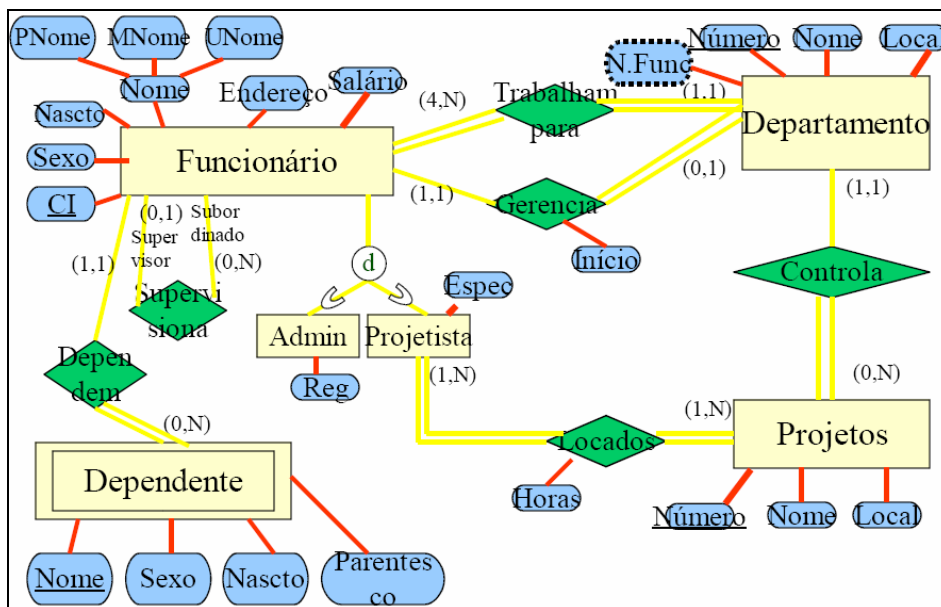 PNome MNome UNome
Nome
Nascto
Endereço
Salário
Sexo
CI
Funcionário
(4,N)
Trabalham
para
(1,1)
N.Func
Número
Nome
Local
Departamento
(1,1)
Gerencia
(0,1)
Início
(1,1)
Controla
(0,N)
(1,1)
(0,1)
Super
visor
Subor
dinado
(0,N)
Supervi
siona
d
Admin
Reg
Projetista
Espec
(1,N)
Locados
Horas
(1,N)
Projetos
Número
Nome
Local
Depen
dem
(0,N)
Dependente
Nome
Sexo
Nascto
Parentes
co